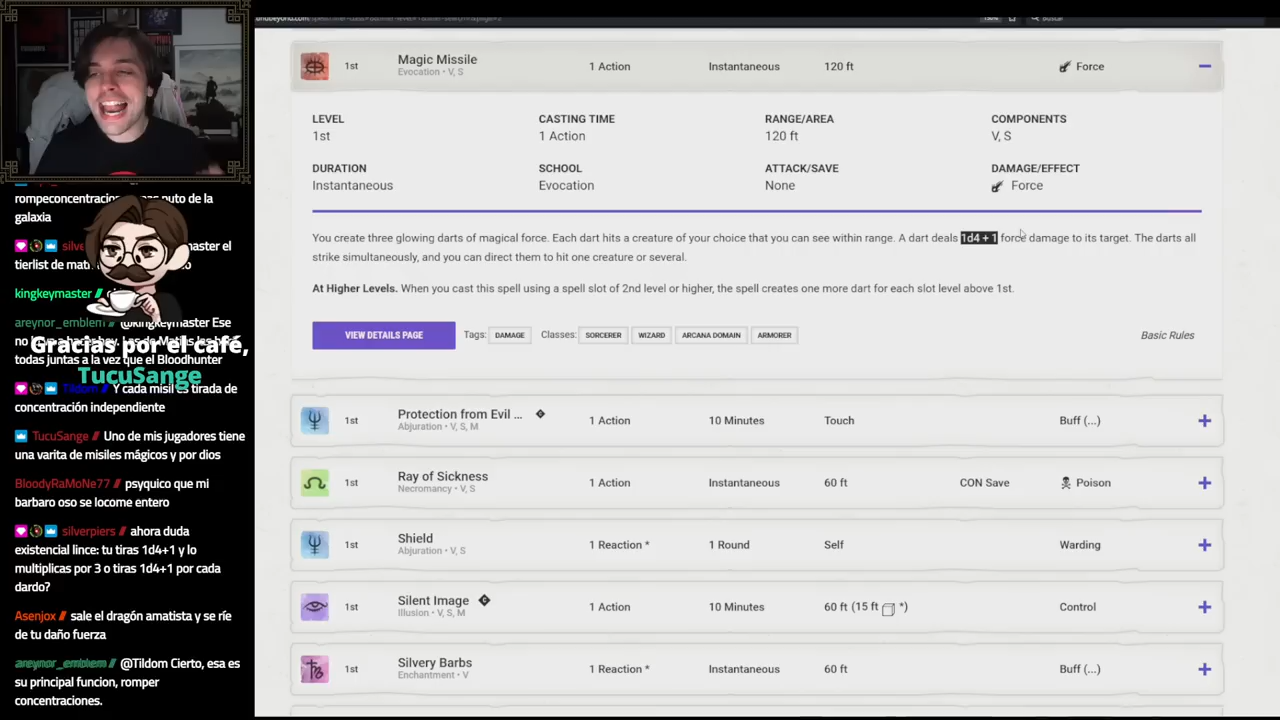 Magic Missile
Evocation • V, S
1st
1 Action
Instantaneous
120 ft
Force
LEVEL
1st
CASTING TIME
1 Action
RANGE/AREA
120 ft
COMPONENTS
V, S
DURATION
Instantaneous
SCHOOL
Evocation
ATTACK/SAVE
None
DAMAGE/EFFECT
Force
You create three glowing darts of magical force. Each dart hits a creature of your choice that you can see within range. A dart deals 1d4 + 1 force damage to its target. The darts all
strike simultaneously, and you can direct them to hit one creature or several.
At Higher Levels. When you cast this spell using a spell slot of 2nd level or higher, the spell creates one more dart for each slot level above 1st.
VIEW DETAILS PAGE
Tags: DAMAGE Classes: SORCERER WIZARD ARCANA DOMAIN ARMORER
Basic Rules
1st Protection from Evil ... 1 Action 10 Minutes Touch Buff (...)
Abjuration • V, S, M
1st Ray of Sickness 1 Action Instantaneous 60 ft CON Save Poison
Necromancy • V, S
1st Shield 1 Reaction * 1 Round Self Warding
Abjuration • V, S
1st Silent Image 1 Action 10 Minutes 60 ft (15 ft *) Control
Illusion • V, S, M
1st Silvery Barbs 1 Reaction * Instantaneous 60 ft Buff (...)
Enchantment • V
puto de la
galaxia
kingkeymaster //
areynor_emblem // @kingkeymaster Ese
Gracias por el café,
TucuSange
todas juntas a la vez que el Bloodhunter
Tildom // Y cada misil es tirada de
concentración independiente
TucuSange // Uno de mis jugadores tiene
una varita de misiles mágicos y por dios
BloodyRaMoNe77 // psyquico que mi
barbaro oso se locome entero
silverpiers // ahora duda
existencial lince: tu tiras 1d4+1 y lo
multiplicas por 3 o tiras 1d4+1 por cada
dardo?
Asenjox // sale el dragón amatista y se ríe
de tu daño fuerza
areynor_emblem // @Tildom Cierto, esa es
su principal funcion, romper
concentraciones.